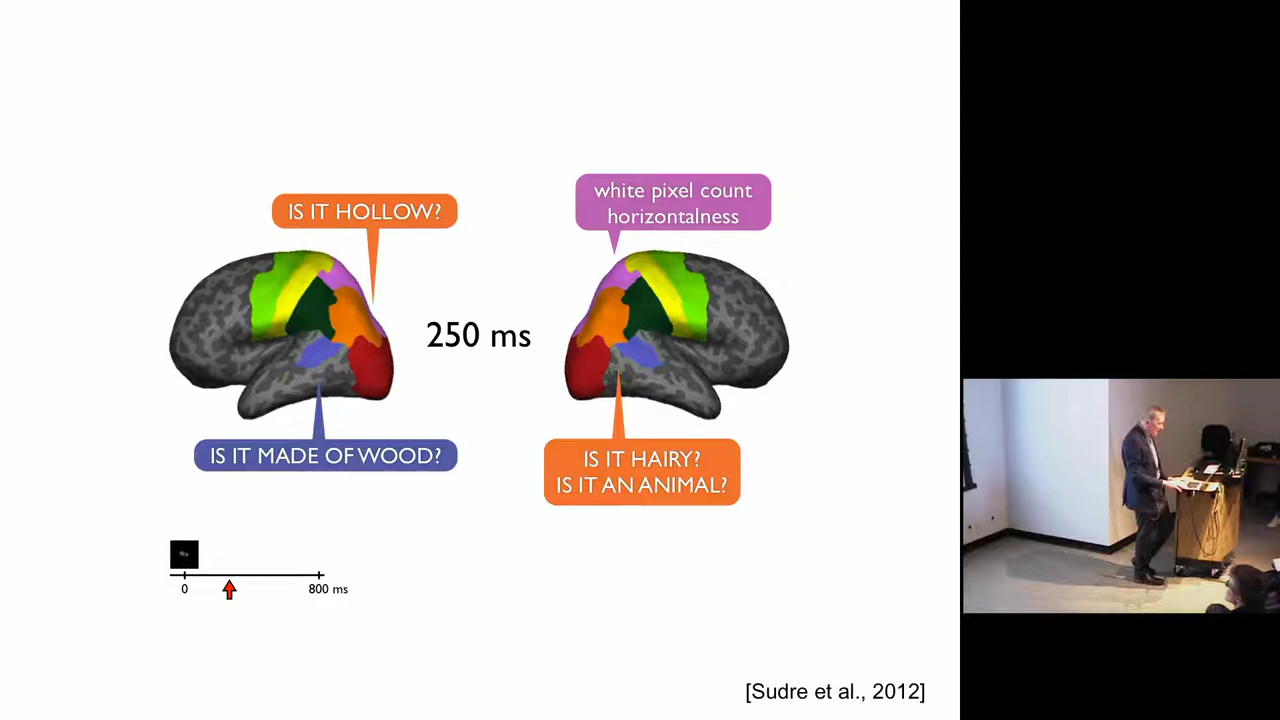 IS IT HOLLOW?
white pixel count
horizontalness
250 ms
IS IT MADE OF WOOD?
IS IT HAIRY?
IS IT AN ANIMAL?
0
800 ms
[Sudre et al., 2012]